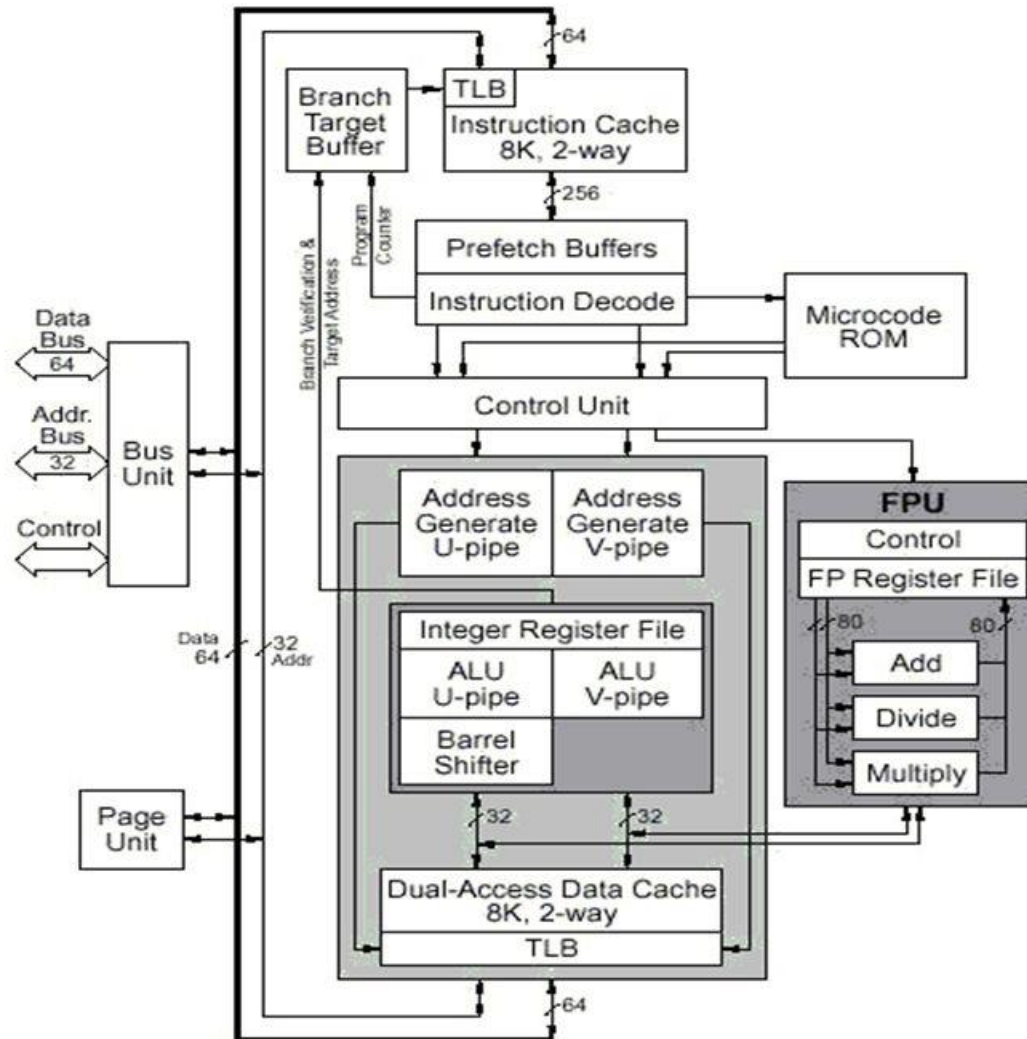 64
TLB
Instruction Cache
8K, 2-way
Branch
Target
Buffer
256
Branch Verification &
Target Address
Program
Counter
Prefetch Buffers
Instruction Decode
Microcode
ROM
Data
Bus
64
Addr.
Bus
32
Control
Bus
Unit
Control Unit
Address
Generate
U-pipe
Address
Generate
V-pipe
FPU
Control
FP Register File
80
80
Add
Divide
Multiply
Integer Register File
ALU
U-pipe
ALU
V-pipe
Barrel
Shifter
Data
64
32
Addr
32
32
Page
Unit
Dual-Access Data Cache
8K, 2-way
TLB
64